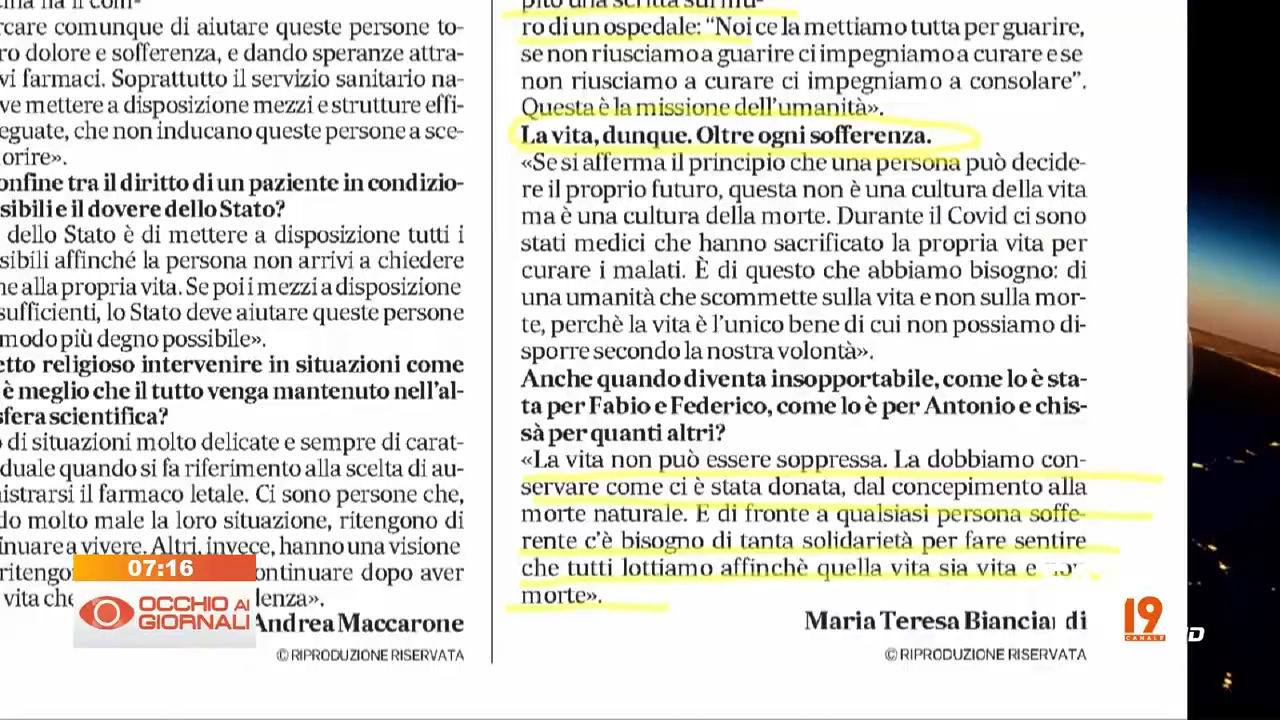 rcare comunque di aiutare queste persone to-
ro dolore e sofferenza, e dando speranze attra-
vi farmaci. Soprattutto il servizio sanitario na-
ve mettere a disposizione mezzi e strutture effi-
eguate, che non inducano queste persone a sce-
orire».
onfine tra il diritto di un paziente in condizio-
sibili e il dovere dello Stato?
dello Stato è di mettere a disposizione tutti i
sibili affinché la persona non arrivi a chiedere
ne alla propria vita. Se poi i mezzi a disposizione
sufficienti, lo Stato deve aiutare queste persone
modo più degno possibile».
etto religioso intervenire in situazioni come
è meglio che il tutto venga mantenuto nell'al-
sfera scientifica?
di situazioni molto delicate e sempre di carat-
duale quando si fa riferimento alla scelta di au-
istrarsi il farmaco letale. Ci sono persone che,
do molto male la loro situazione, ritengono di
inuare a vivere. Altri, invece, hanno una visione
ritengo ontinuare dopo aver
vita che lenza».
Andrea Maccarone
© RIPRODUZIONE RISERVATA
pito una scritta sul mu-
ro di un ospedale: “Noi ce la mettiamo tutta per guarire,
se non riusciamo a guarire ci impegniamo a curare e se
non riusciamo a curare ci impegniamo a consolare”.
Questa è la missione dell'umanità».
La vita, dunque. Oltre ogni sofferenza.
«Se si afferma il principio che una persona può decide-
re il proprio futuro, questa non è una cultura della vita
ma è una cultura della morte. Durante il Covid ci sono
stati medici che hanno sacrificato la propria vita per
curare i malati. È di questo che abbiamo bisogno: di
una umanità che scommette sulla vita e non sulla mor-
te, perchè la vita è l'unico bene di cui non possiamo di-
sporre secondo la nostra volontà».
Anche quando diventa insopportabile, come lo è sta-
ta per Fabio e Federico, come lo è per Antonio e chis-
sà per quanti altri?
«La vita non può essere soppressa. La dobbiamo con-
servare come ci è stata donata, dal concepimento alla
morte naturale. E di fronte a qualsiasi persona soffe-
rente c'è bisogno di tanta solidarietà per fare sentire
che tutti lottiamo affinchè quella vita sia vita e
morte».
Maria Teresa Bianciardi
© RIPRODUZIONE RISERVATA
07:16
OCCHIO AI
GIORNALI
19
CANALE
HD